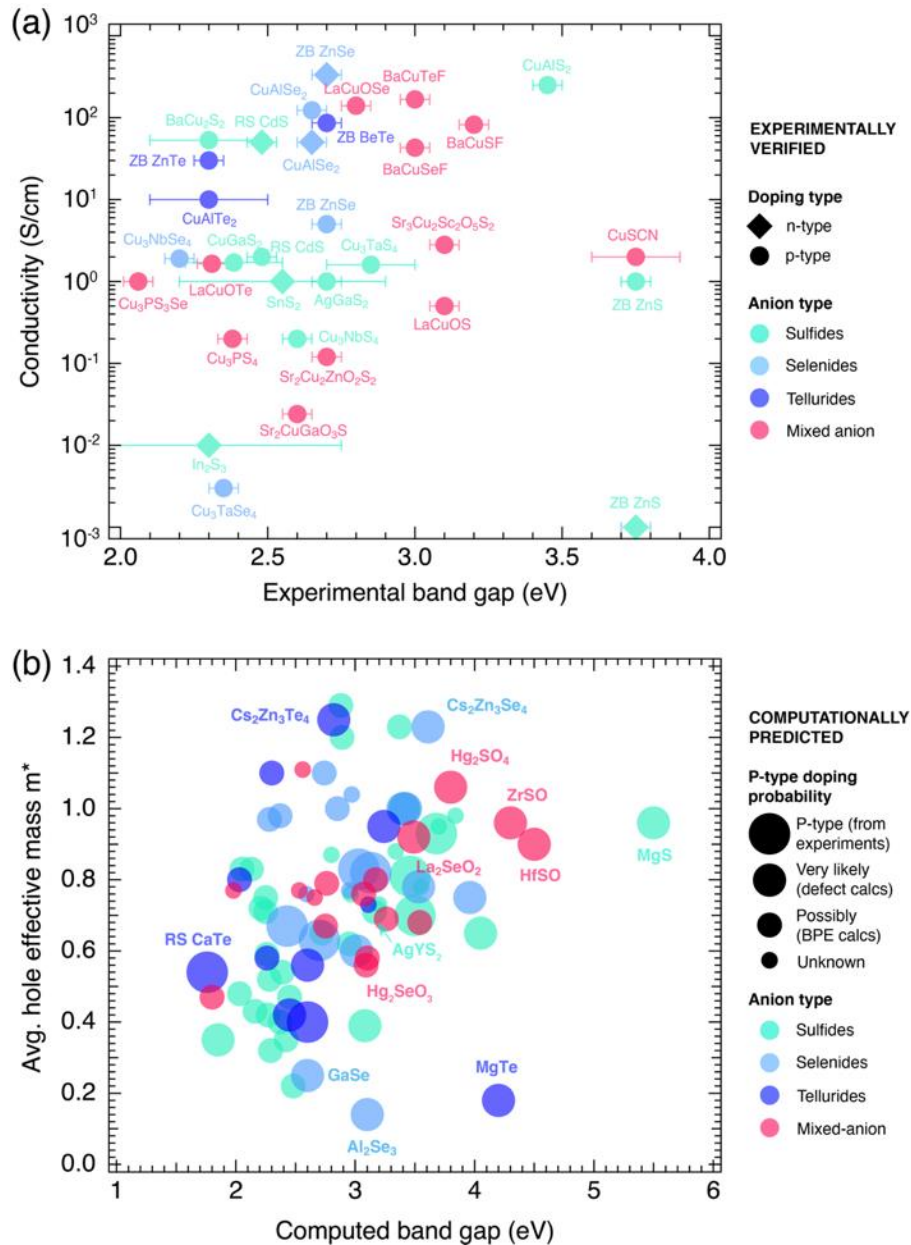 (a)
10³
10²
10¹
10⁰
10⁻¹
10⁻²
10⁻³
Conductivity (S/cm)
ZB ZnSe
CuAlS₂
CuAlSe₂
LaCuOSe
BaCuTeF
BaCu₂S₂
RS CdS
ZB BeTe
BaCuSF
ZB ZnTe
CuAlSe₂
BaCuSeF
CuAlTe₂
ZB ZnSe
Sr₃Cu₂Sc₂O₅S₂
Cu₃NbSe₄
CuGaS₂
RS CdS
Cu₃TaS₄
CuSCN
Cu₃PS₃Se
LaCuOTe
SnS₂
AgGaS₂
LaCuOS
ZB ZnS
Cu₃PS₄
Cu₃NbS₄
Sr₂Cu₂ZnO₂S₂
Sr₂CuGaO₃S
In₂S₃
Cu₃TaSe₄
ZB ZnS
2.0 2.5 3.0 3.5 4.0
Experimental band gap (eV)
EXPERIMENTALLY
VERIFIED
Doping type
n-type
p-type
Anion type
Sulfides
Selenides
Tellurides
Mixed anion
(b)
1.4
1.2
1.0
0.8
0.6
0.4
0.2
0.0
Avg. hole effective mass m*
Cs₂Zn₃Te₄
Cs₂Zn₃Se₄
Hg₂SO₄
ZrSO
HfSO
MgS
La₂SeO₂
AgYS₂
RS CaTe
Hg₂SeO₃
GaSe
MgTe
Al₂Se₃
1 2 3 4 5 6
Computed band gap (eV)
COMPUTATIONALLY
PREDICTED
P-type doping
probability
P-type (from
experiments)
Very likely
(defect calcs)
Possibly
(BPE calcs)
Unknown
Anion type
Sulfides
Selenides
Tellurides
Mixed-anion